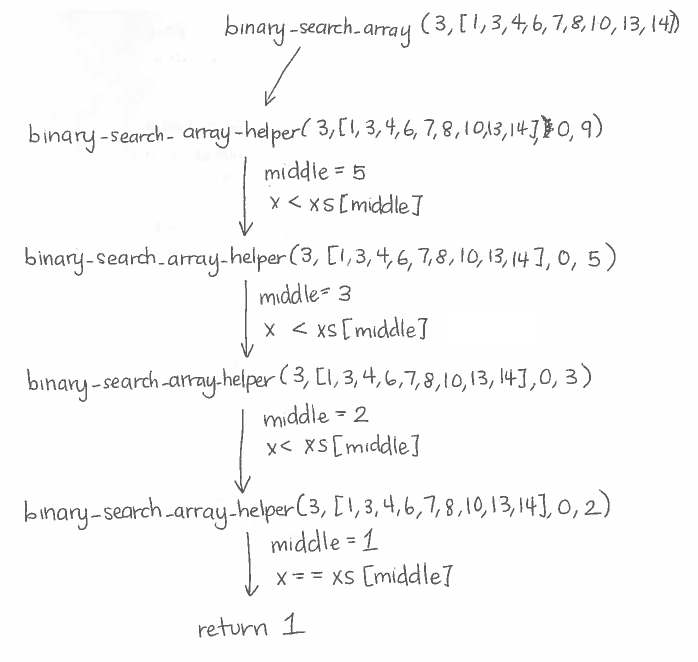 binary-search-array (3, [1,3,4,6,7,8,10,13,14])
binary-search-array-helper(3,[1,3,4,6,7,8,10,13,14],0,9)
middle = 5
x < xs[middle]
binary-search-array-helper(3, [1,3,4,6,7,8,10,13,14], 0, 5)
middle= 3
x < xs[middle]
binary-search-array-helper(3, [1,3,4,6,7,8,10,13,14],0,3)
middle = 2
x< xs[middle]
binary-search-array-helper(3, [1,3,4,6,7,8,10,13,14],0,2)
middle = 1
x== xs [middle]
return 1